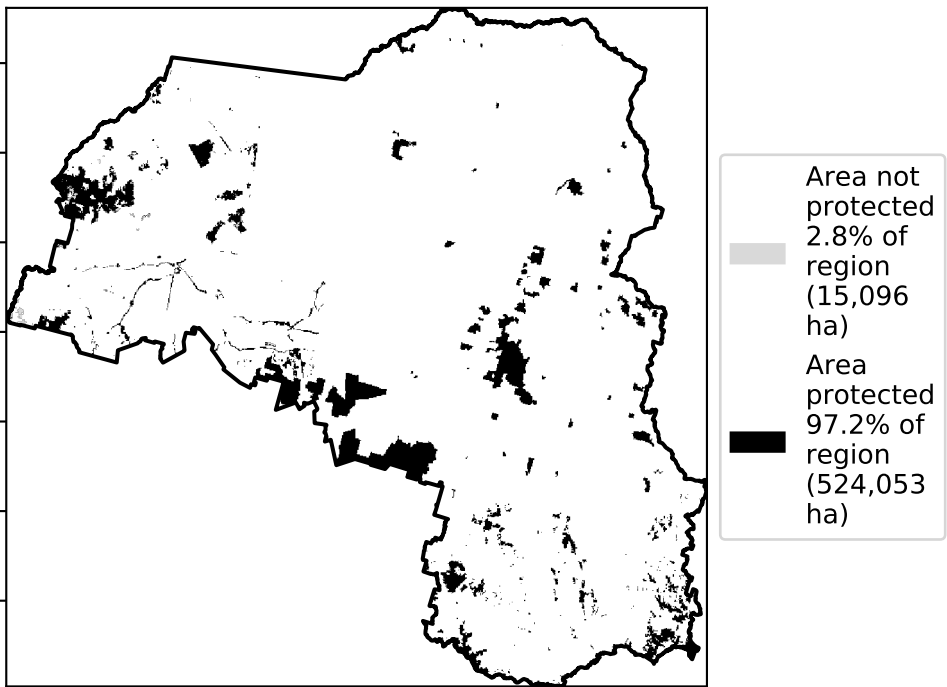 Area not
protected
2.8% of
region
(15,096
ha)
Area
protected
97.2% of
region
(524,053
ha)